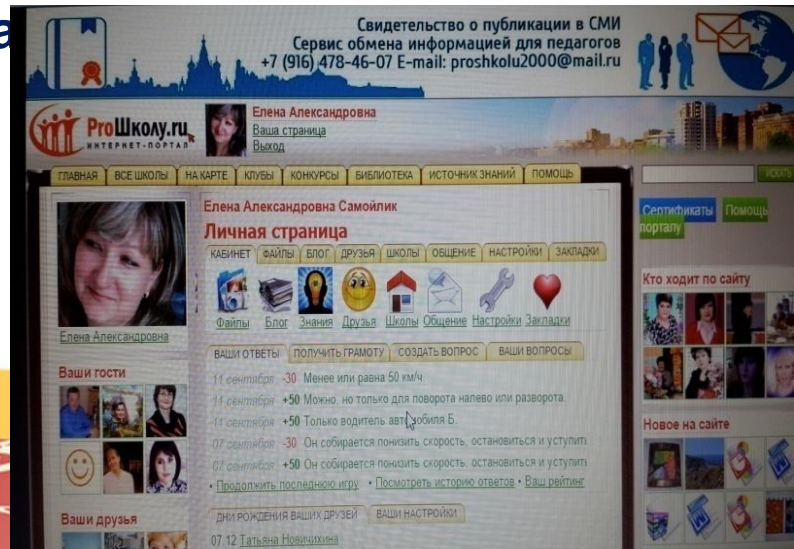 Свидетельство о публикации в СМИ
Сервис обмена информацией для педагогов
+7 (916) 478-46-07 E-mail: proshkolu2000@mail.ru
ProШколу.ru
ИНТЕРНЕТ-ПОРТАЛ
Елена Александровна
Ваша страница
Выход
ГЛАВНАЯ ВСЕ ШКОЛЫ НА КАРТЕ КЛУБЫ КОНКУРСЫ БИБЛИОТЕКА ИСТОЧНИК ЗНАНИЙ ПОМОЩЬ
ИСКАТЬ
Елена Александровна Самойлик
Личная страница
КАБИНЕТ ФАЙЛЫ БЛОГ ДРУЗЬЯ ШКОЛЫ ОБЩЕНИЕ НАСТРОЙКИ ЗАКЛАДКИ
Файлы Блог Знания Друзья Школы Общение Настройки Закладки
ВАШИ ОТВЕТЫ ПОЛУЧИТЬ ГРАМОТУ СОЗДАТЬ ВОПРОС ВАШИ ВОПРОСЫ
11 сентября -30 Менее или равна 50 км/ч.
11 сентября +50 Можно, но только для поворота налево или разворота.
11 сентября +50 Только водитель автомобиля Б.
07 сентября -30 Он собирается понизить скорость, остановиться и уступит
07 сентября +50 Он собирается понизить скорость, остановиться и уступит
• Продолжить последнюю игру • Посмотреть историю ответов • Ваш рейтинг
ДНИ РОЖДЕНИЯ ВАШИХ ДРУЗЕЙ ВАШИ НАСТРОЙКИ
07.12 Татьяна Новичихина
Елена Александровна
Ваши гости
Ваши друзья
Сертификаты Помощь
порталу
Кто ходит по сайту
Новое на сайте